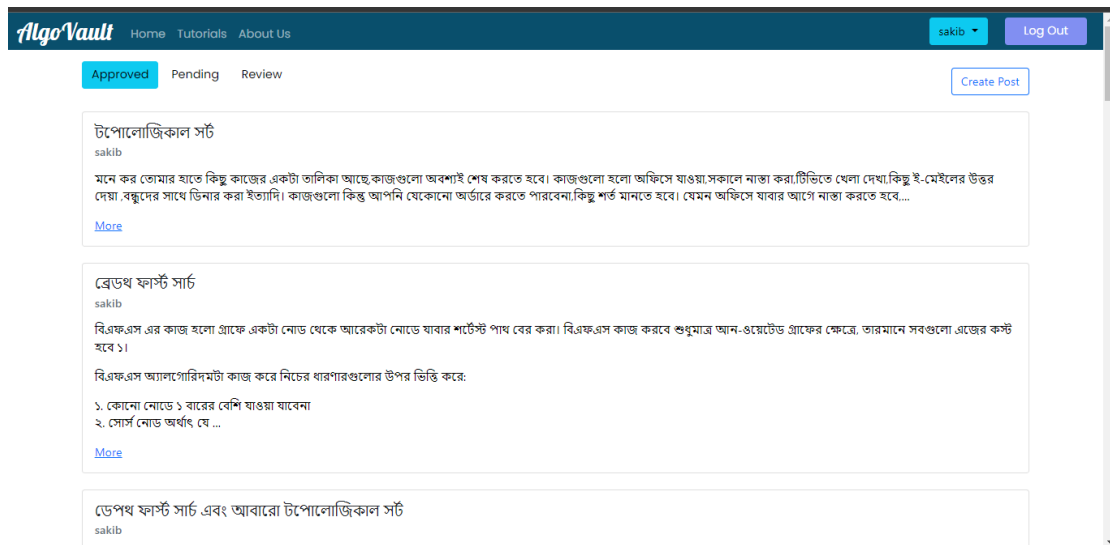 AlgoVault Home Tutorials About Us sakib Log Out
Approved Pending Review Create Post
টপোলোজিকাল সর্ট
sakib
মনে কর তোমার হাতে কিছু কাজের একটা তালিকা আছে,কাজগুলো অবশ্যই শেষ করতে হবে। কাজগুলো হলো অফিসে যাওয়া,সকালে নাস্তা করা,টিভিতে খেলা দেখা,কিছু ই-মেইলের উত্তর
দেয়া ,বন্ধুদের সাথে ডিনার করা ইত্যাদি। কাজগুলো কিন্তু আপনি যেকোনো অর্ডারে করতে পারবেনা,কিছু শর্ত মানতে হবে। যেমন অফিসে যাবার আগে নাস্তা করতে হবে,...
More
ব্রেডথ ফার্স্ট সার্চ
sakib
বিএফএস এর কাজ হলো গ্রাফে একটা নোড থেকে আরেকটা নোডে যাবার শর্টেস্ট পাথ বের করা। বিএফএস কাজ করবে শুধুমাত্র আন-ওয়েটেড গ্রাফের ক্ষেত্রে, তারমানে সবগুলো এজের কস্ট
হবে ১।
বিএফএস অ্যালগোরিদমটা কাজ করে নিচের ধারণারগুলোর উপর ভিত্তি করে:
১. কোনো নোডে ১ বারের বেশি যাওয়া যাবেনা
২. সোর্স নোড অর্থাৎ যে ...
More
ডেপথ ফার্স্ট সার্চ এবং আবারো টপোলোজিকাল সর্ট
sakib